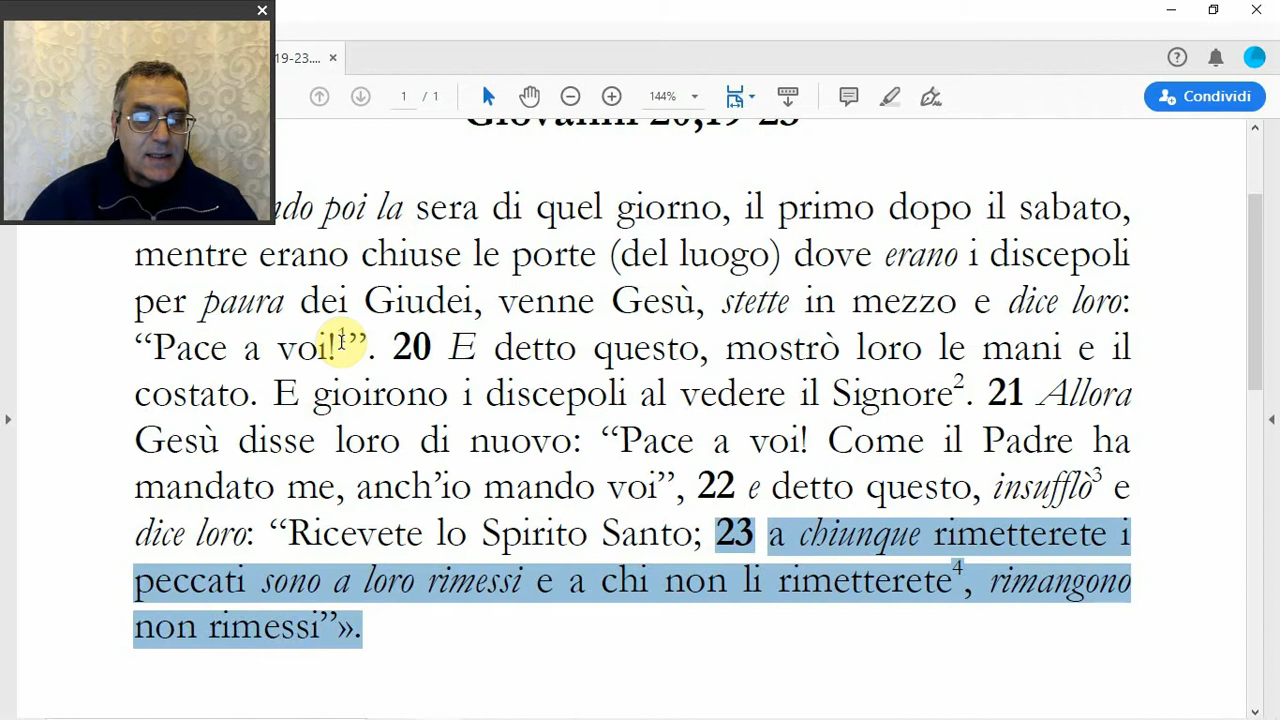 19-23....
1 / 1
144%
Condividi
Giovanni 20,19-23
poi la sera di quel giorno, il primo dopo il sabato,
mentre erano chiuse le porte (del luogo) dove erano i discepoli
per paura dei Giudei, venne Gesù, stette in mezzo e dice loro:
“Pace a voi!1”. 20 E detto questo, mostrò loro le mani e il
costato. E gioirono i discepoli al vedere il Signore2. 21 Allora
Gesù disse loro di nuovo: “Pace a voi! Come il Padre ha
mandato me, anch’io mando voi”, 22 e detto questo, insufflò3 e
dice loro: “Ricevete lo Spirito Santo; 23 a chiunque rimetterete i
peccati sono a loro rimessi e a chi non li rimetterete4, rimangono
non rimessi”».